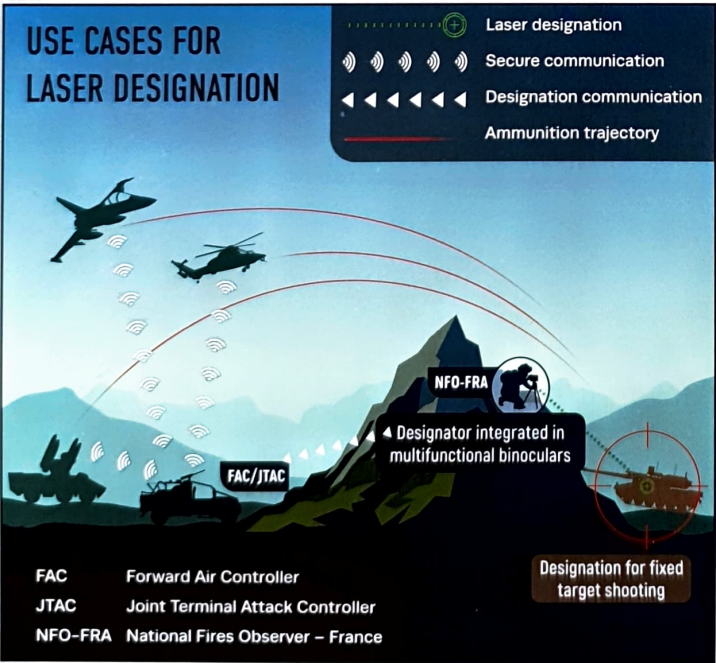 USE CASES FOR
LASER DESIGNATION
Laser designation
Secure communication
Designation communication
Ammunition trajectory
NFO-FRA
Designator integrated in
multifunctional binoculars
FAC/JTAC
Designation for fixed
target shooting
FAC Forward Air Controller
JTAC Joint Terminal Attack Controller
NFO-FRA National Fires Observer – France